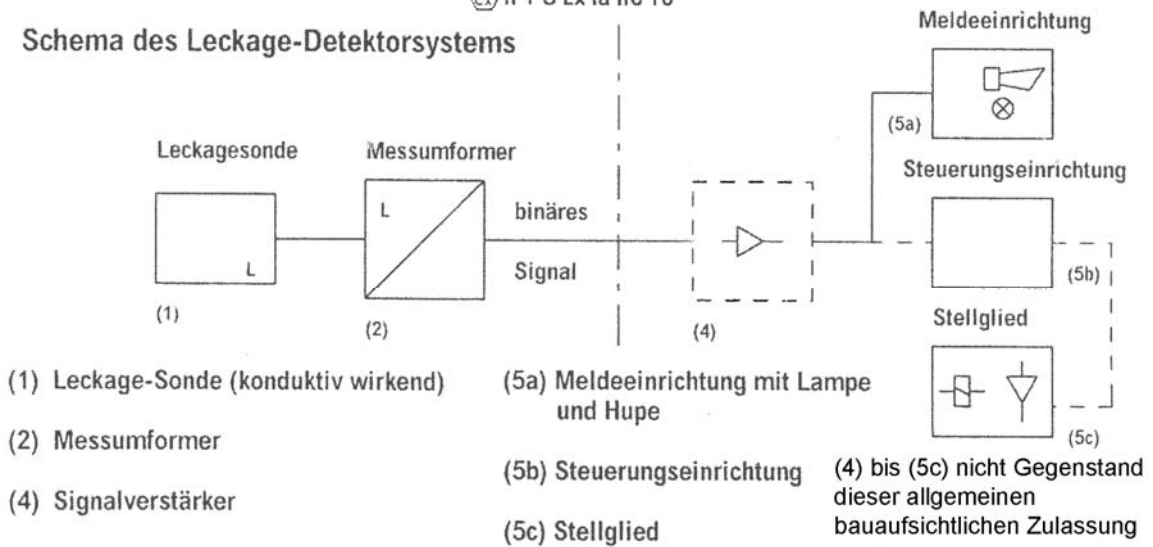 Schema des Leckage-Detektorsystems
Meldeeinrichtung
(5a)
Leckagesonde
Messumformer
Steuerungseinrichtung
L
binäres
Signal
L
(5b)
(1)
(2)
(4)
Stellglied
(5c)
(1) Leckage-Sonde (konduktiv wirkend)
(2) Messumformer
(4) Signalverstärker
(5a) Meldeeinrichtung mit Lampe
und Hupe
(5b) Steuerungseinrichtung
(5c) Stellglied
(4) bis (5c) nicht Gegenstand
dieser allgemeinen
bauaufsichtlichen Zulassung